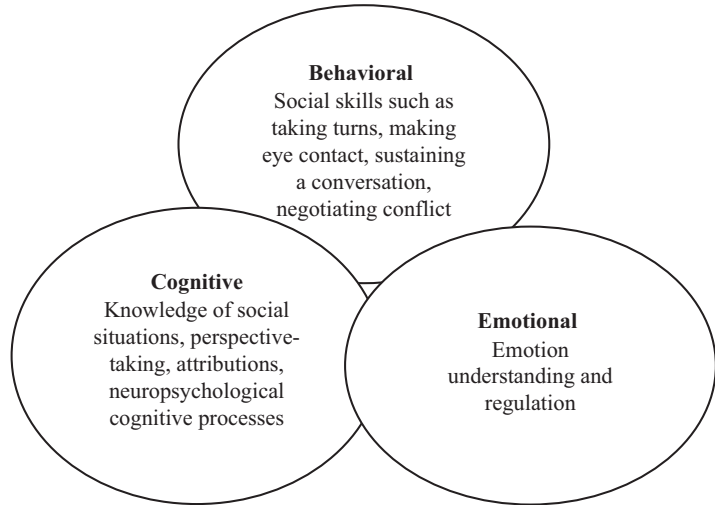 Behavioral
Social skills such as
taking turns, making
eye contact, sustaining
a conversation,
negotiating conflict
Cognitive
Knowledge of social
situations, perspective-
taking, attributions,
neuropsychological
cognitive processes
Emotional
Emotion
understanding and
regulation